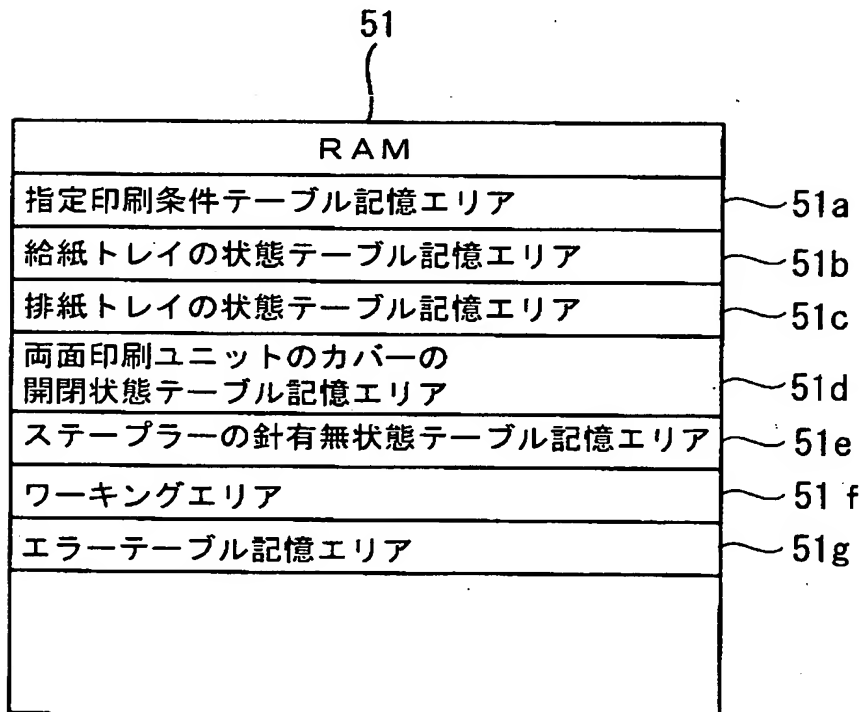 51
RAM
指定印刷条件テーブル記憶エリア 51a
給紙トレイの状態テーブル記憶エリア 51b
排紙トレイの状態テーブル記憶エリア 51c
両面印刷ユニットのカバーの
開閉状態テーブル記憶エリア 51d
ステープラーの針有無状態テーブル記憶エリア 51e
ワーキングエリア 51f
エラーテーブル記憶エリア 51g